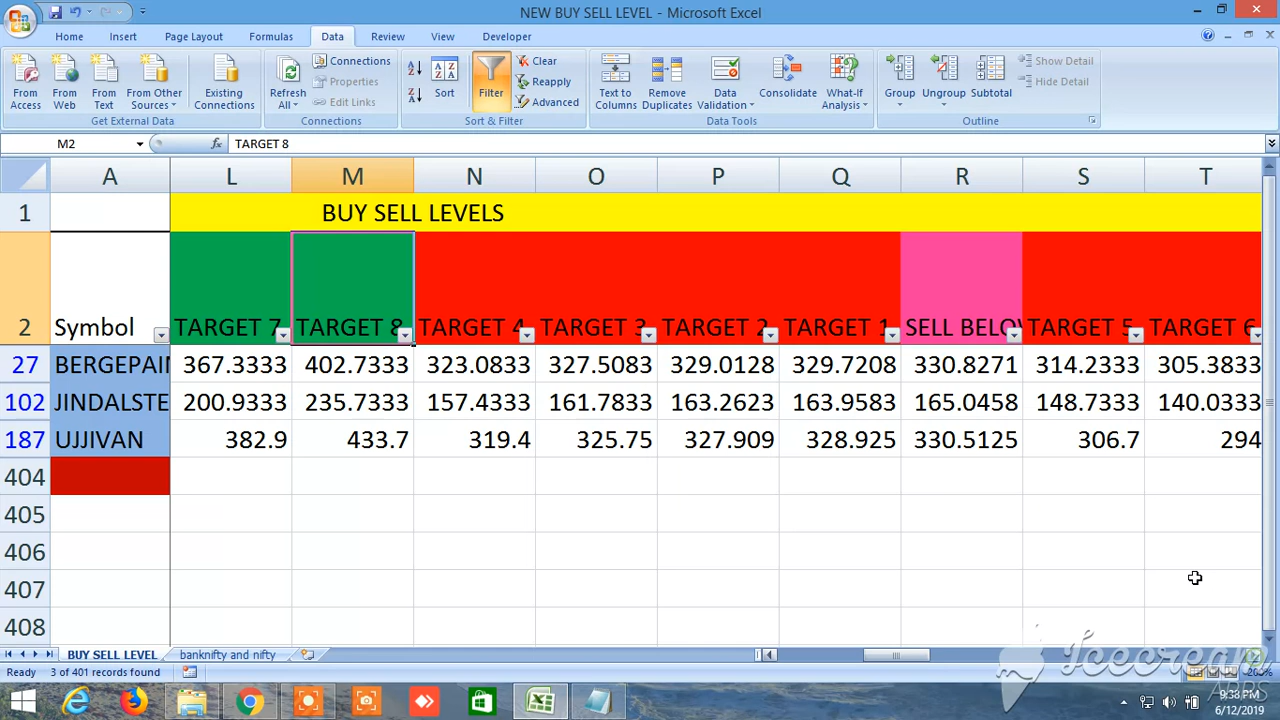 NEW BUY SELL LEVEL - Microsoft Excel
Home Insert Page Layout Formulas Data Review View Developer
From Access
From Web
From Text
From Other Sources
Existing Connections
Get External Data
Refresh All
Connections
Properties
Edit Links
Connections
Sort
Filter
Clear
Reapply
Advanced
Sort & Filter
Text to Columns
Remove Duplicates
Data Validation
Consolidate
What-If Analysis
Data Tools
Group
Ungroup
Subtotal
Show Detail
Hide Detail
Outline
M2 fx TARGET 8
A L M N O P Q R S T
1 BUY SELL LEVELS
2 Symbol TARGET 7 TARGET 8 TARGET 4 TARGET 3 TARGET 2 TARGET 1 SELL BELO TARGET 5 TARGET 6
27 BERGEPAI 367.3333 402.7333 323.0833 327.5083 329.0128 329.7208 330.8271 314.2333 305.3833
102 JINDALSTE 200.9333 235.7333 157.4333 161.7833 163.2623 163.9583 165.0458 148.7333 140.0333
187 UJJIVAN 382.9 433.7 319.4 325.75 327.909 328.925 330.5125 306.7 294
404
405
406
407
408
BUY SELL LEVEL banknifty and nifty
Ready 3 of 401 records found
Icecream
APPS
9:38 PM
6/12/2019